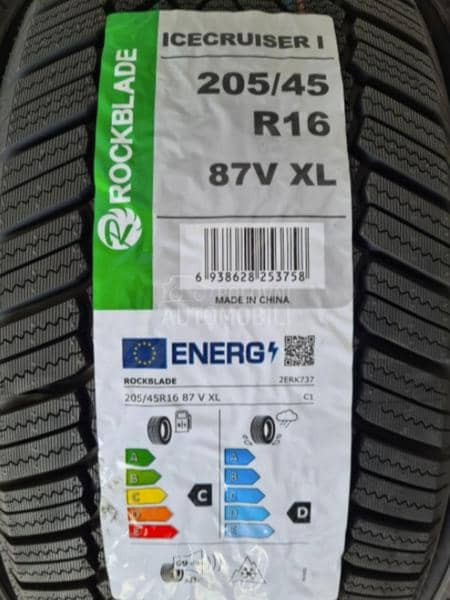 ROCKBLADE
ICECRUISER I
205/45
R16
87V XL
6 938628 253758
MADE IN CHINA
AUTOMOBILI
ENERG
ROCKBLADE
ZERK737
205/45R16 87 V XL
C1
A
B
C
D
E
C
A
B
D
E
D